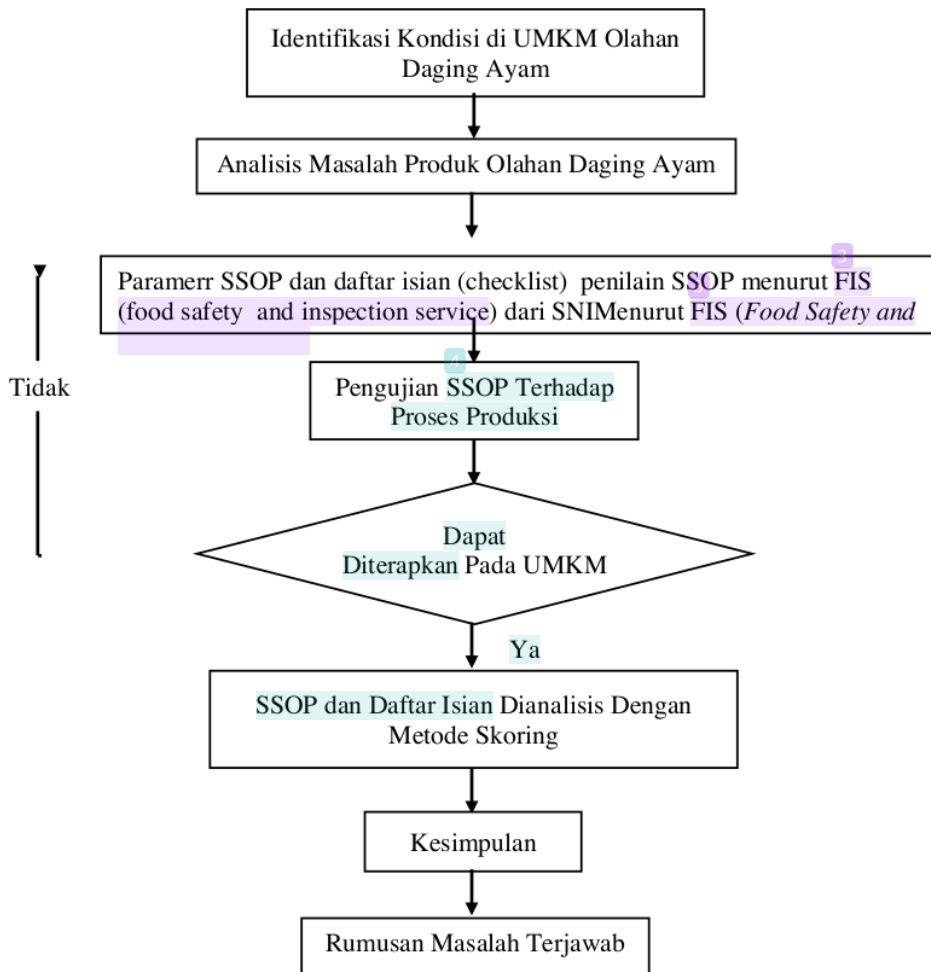 Identifikasi Kondisi di UMKM Olahan
Daging Ayam
Analisis Masalah Produk Olahan Daging Ayam
3
Paramerr SSOP dan daftar isian (checklist) penilain SSOP menurut FIS
(food safety and inspection service) dari SNIMenurut FIS (Food Safety and
4
Tidak
Pengujian SSOP Terhadap
Proses Produksi
Dapat
Diterapkan Pada UMKM
Ya
SSOP dan Daftar Isian Dianalisis Dengan
Metode Skoring
Kesimpulan
Rumusan Masalah Terjawab